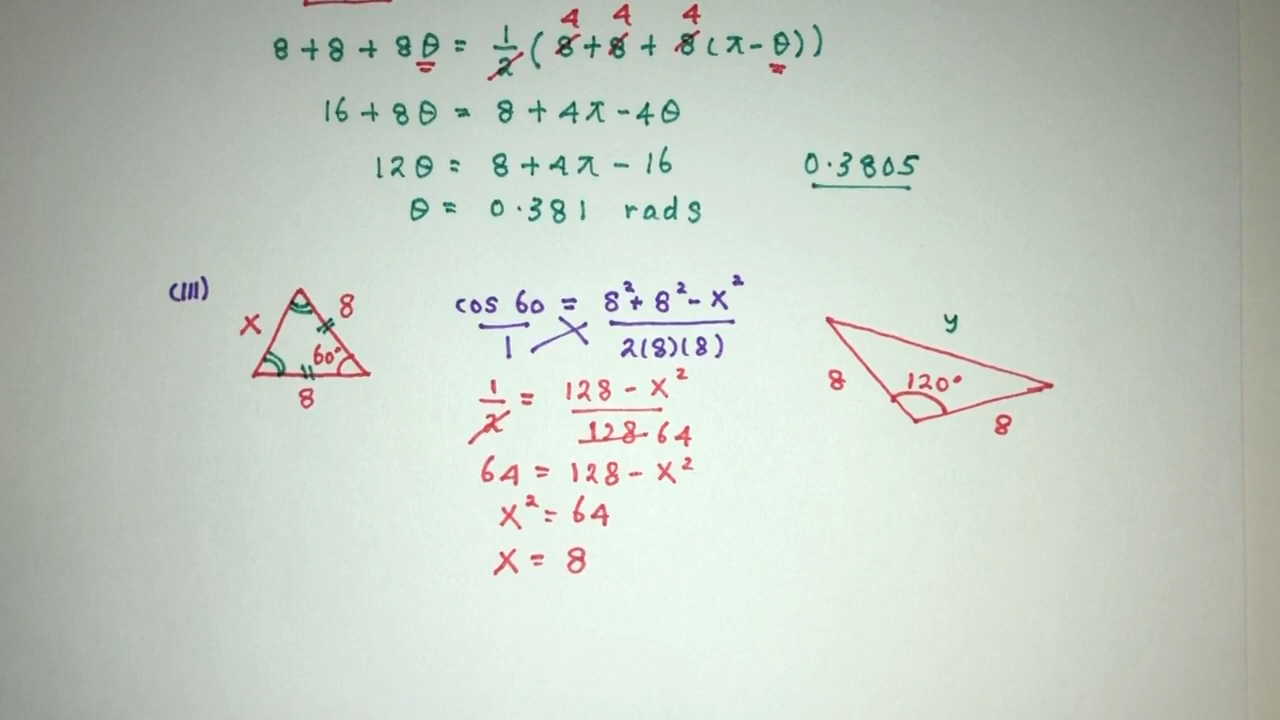 8 + 8 + 8θ = 1/2 ( 8 + 8 + 8 ( π - θ ) )
4 4 4
16 + 8θ = 8 + 4π - 4θ
12θ = 8 + 4π - 16
0.3805
θ = 0.381 rads
(III)
x 8 60° 8
cos 60 / 1 = 8² + 8² - x² / 2(8)(8)
1/2 = 128 - x² / 128 64
64 = 128 - x²
x² = 64
x = 8
y
8 120° 8